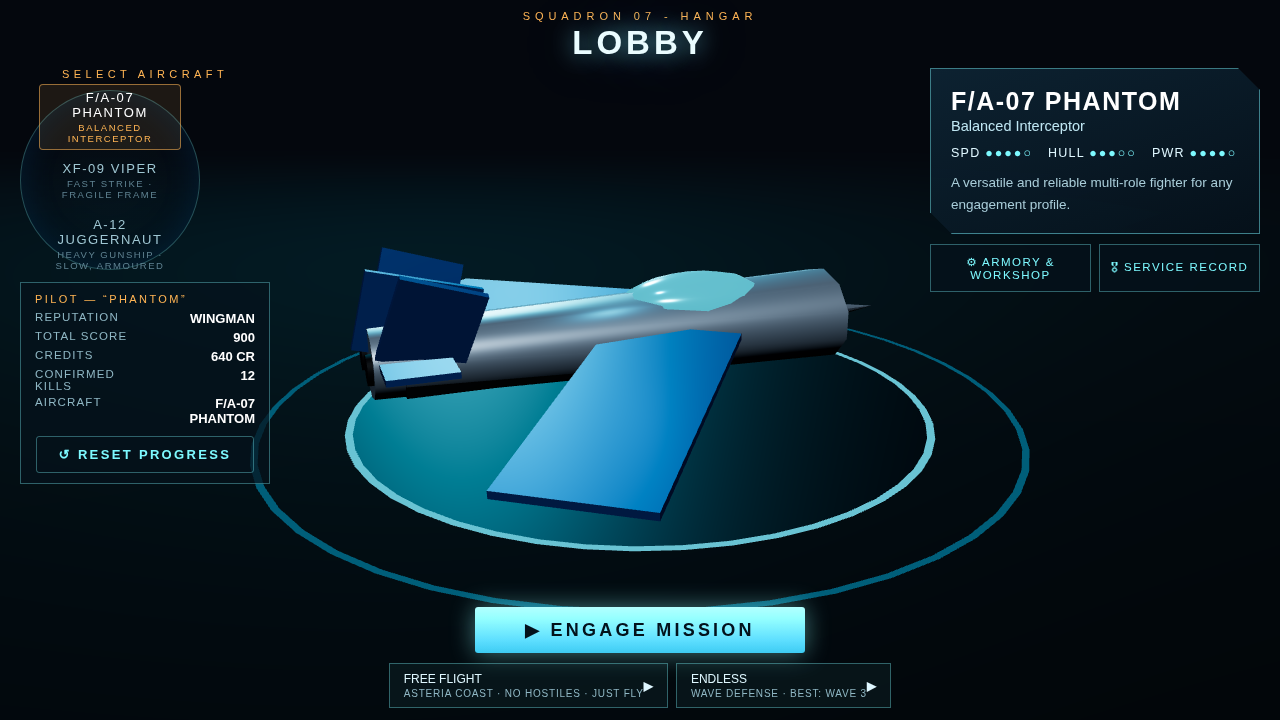 SQUADRON 07 - HANGAR
LOBBY
SELECT AIRCRAFT
F/A-07
PHANTOM
BALANCED
INTERCEPTOR
XF-09 VIPER
FAST STRIKE ·
FRAGILE FRAME
A-12
JUGGERNAUT
HEAVY GUNSHIP ·
SLOW, ARMOURED
PILOT — “PHANTOM”
REPUTATION WINGMAN
TOTAL SCORE 900
CREDITS 640 CR
CONFIRMED 12
KILLS
AIRCRAFT F/A-07
PHANTOM
↺ RESET PROGRESS
F/A-07 PHANTOM
Balanced Interceptor
SPD ●●●●○ HULL ●●●○○ PWR ●●●●○
A versatile and reliable multi-role fighter for any
engagement profile.
⚙ ARMORY &
WORKSHOP
🎖 SERVICE RECORD
▶ ENGAGE MISSION
FREE FLIGHT
ASTERIA COAST · NO HOSTILES · JUST FLY ▶
ENDLESS
WAVE DEFENSE · BEST: WAVE 3 ▶